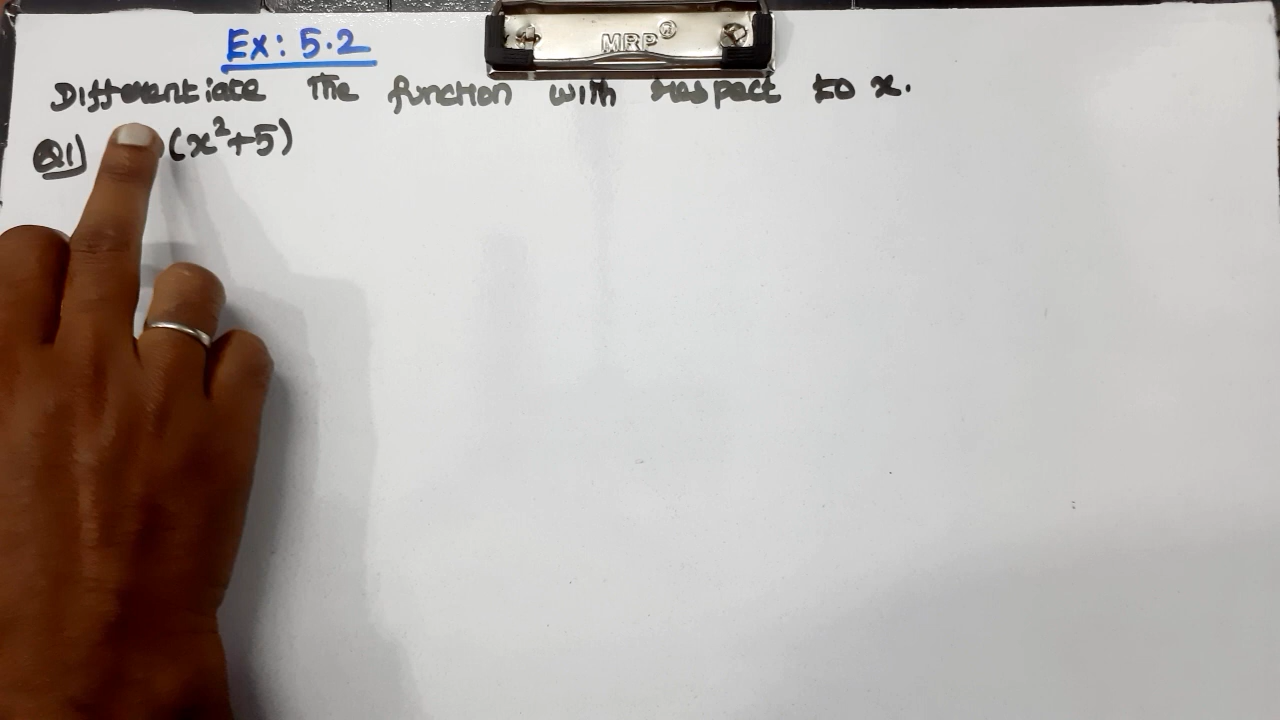 Ex: 5.2
MRP®
Differentiate The function with respect to x.
Q1) (x²+5)